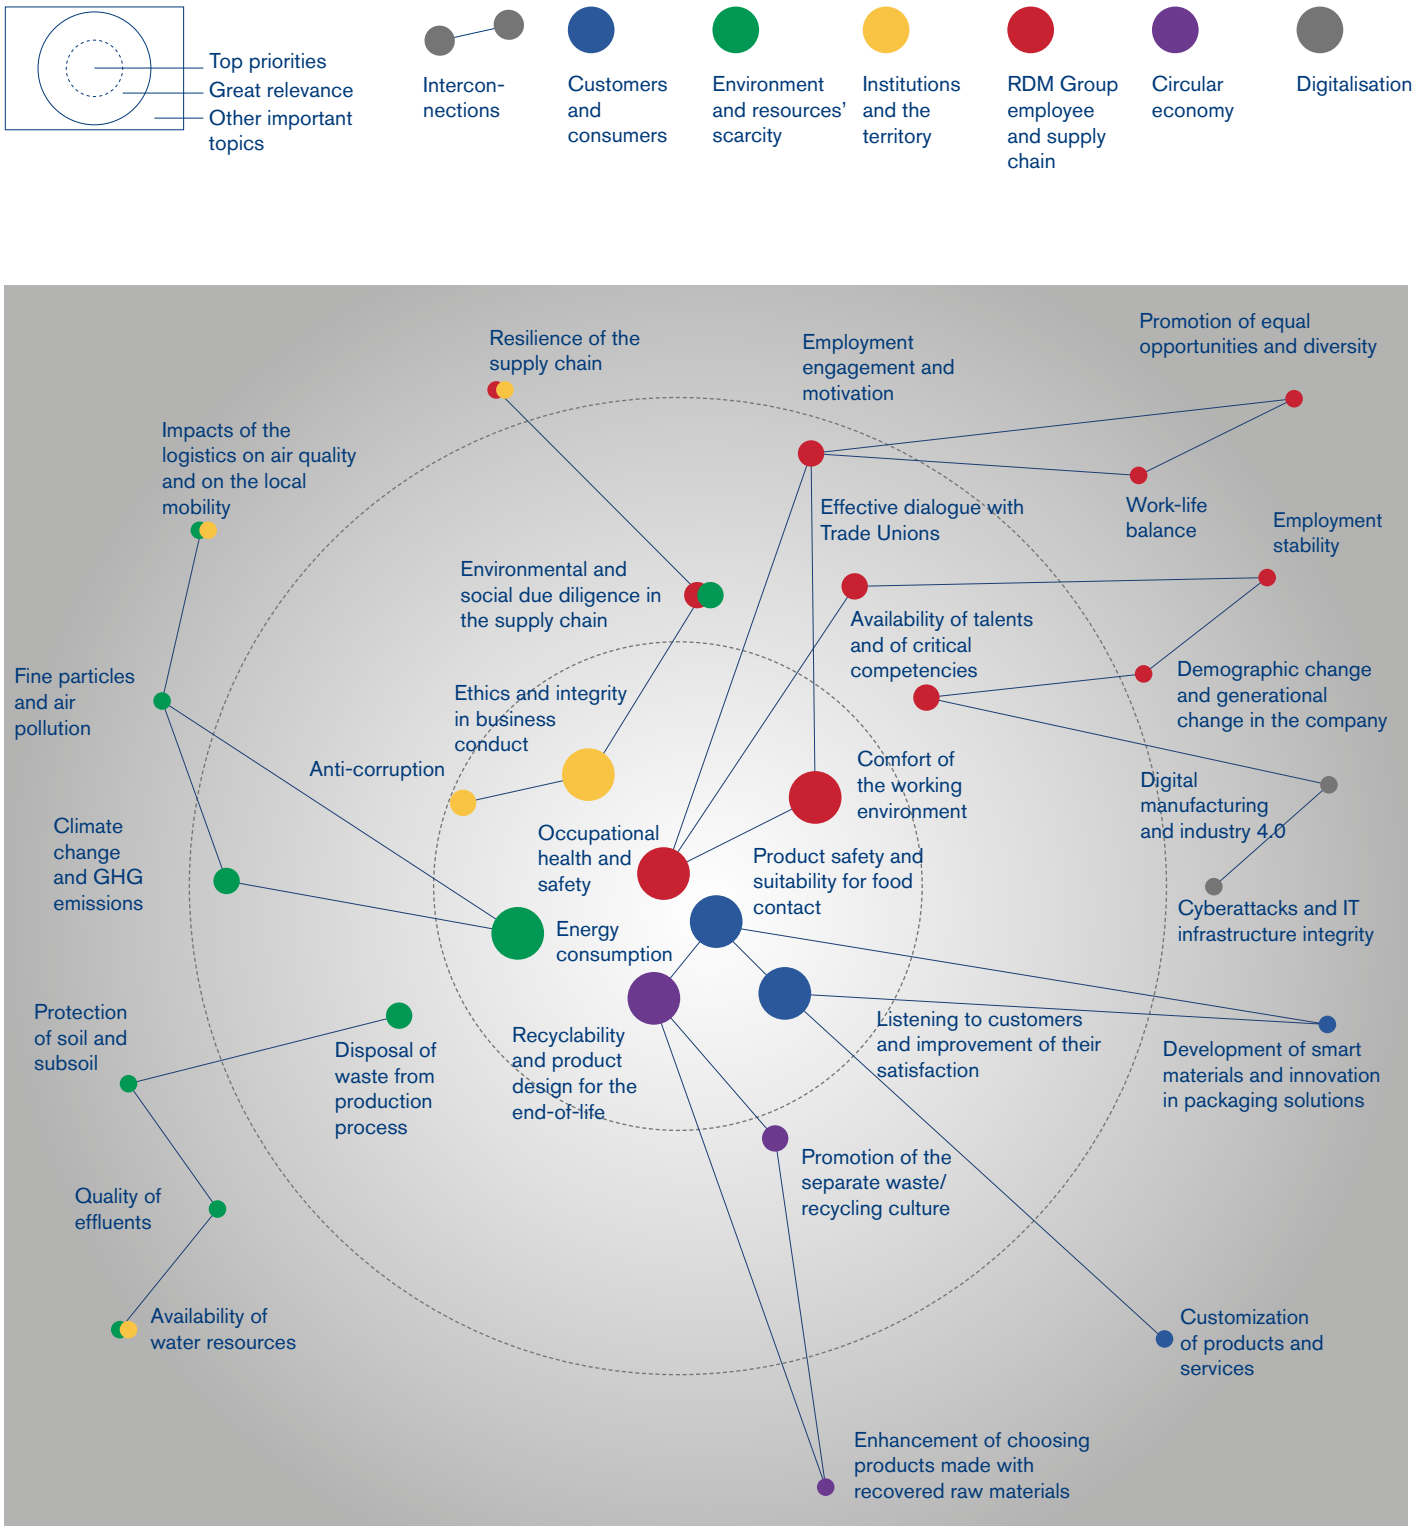 Top priorities
Great relevance
Other important
topics
Intercon-
nections
Customers
and
consumers
Environment
and resources’
scarcity
Institutions
and the
territory
RDM Group
employee
and supply
chain
Circular
economy
Digitalisation
Promotion of equal
opportunities and diversity
Resilience of the
supply chain
Employment
engagement and
motivation
Impacts of the
logistics on air quality
and on the local
mobility
Effective dialogue with
Trade Unions
Work-life
balance
Employment
stability
Environmental and
social due diligence in
the supply chain
Availability of talents
and of critical
competencies
Demographic change
and generational
change in the company
Fine particles
and air
pollution
Ethics and integrity
in business
conduct
Anti-corruption
Comfort of
the working
environment
Digital
manufacturing
and industry 4.0
Climate
change
and GHG
emissions
Occupational
health and
safety
Product safety and
suitability for food
contact
Cyberattacks and IT
infrastructure integrity
Energy
consumption
Protection
of soil and
subsoil
Disposal of
waste from
production
process
Recyclability
and product
design for the
end-of-life
Listening to customers
and improvement of their
satisfaction
Development of smart
materials and innovation
in packaging solutions
Promotion of the
separate waste/
recycling culture
Quality of
effluents
Availability of
water resources
Customization
of products and
services
Enhancement of choosing
products made with
recovered raw materials